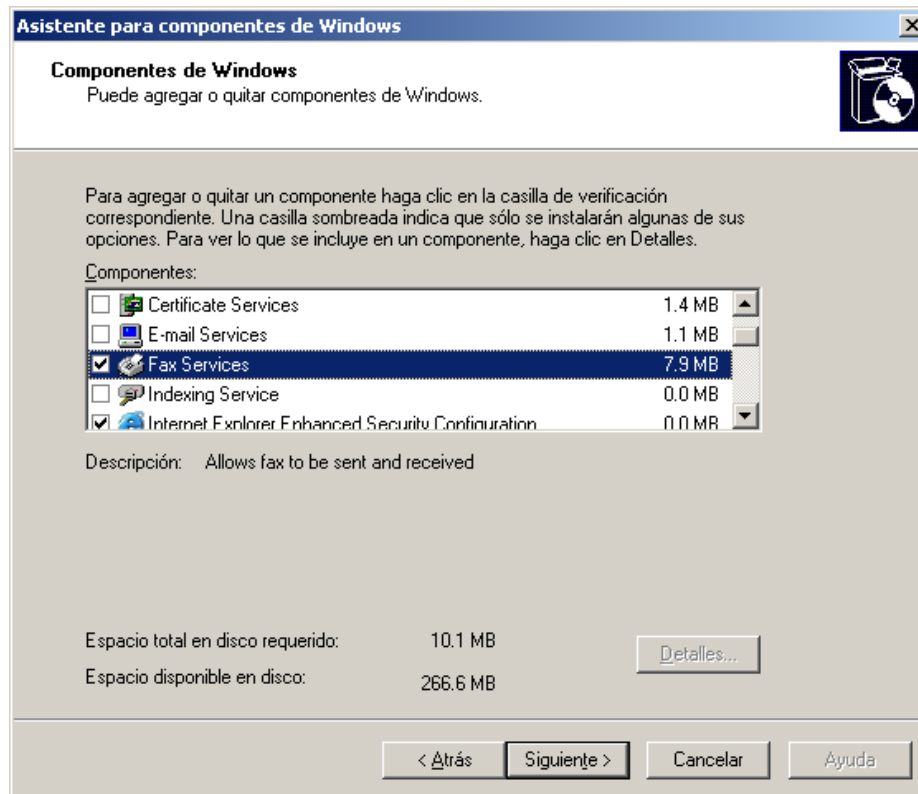 Asistente para componentes de Windows
Componentes de Windows
Puede agregar o quitar componentes de Windows.
Para agregar o quitar un componente haga clic en la casilla de verificación
correspondiente. Una casilla sombreada indica que sólo se instalarán algunas de sus
opciones. Para ver lo que se incluye en un componente, haga clic en Detalles.
Componentes:
Certificate Services 1.4 MB
E-mail Services 1.1 MB
Fax Services 7.9 MB
Indexing Service 0.0 MB
Internet Explorer Enhanced Security Configuration 0.0 MB
Descripción: Allows fax to be sent and received
Espacio total en disco requerido: 10.1 MB
Detalles...
Espacio disponible en disco: 266.6 MB
< Atrás Siguiente > Cancelar Ayuda